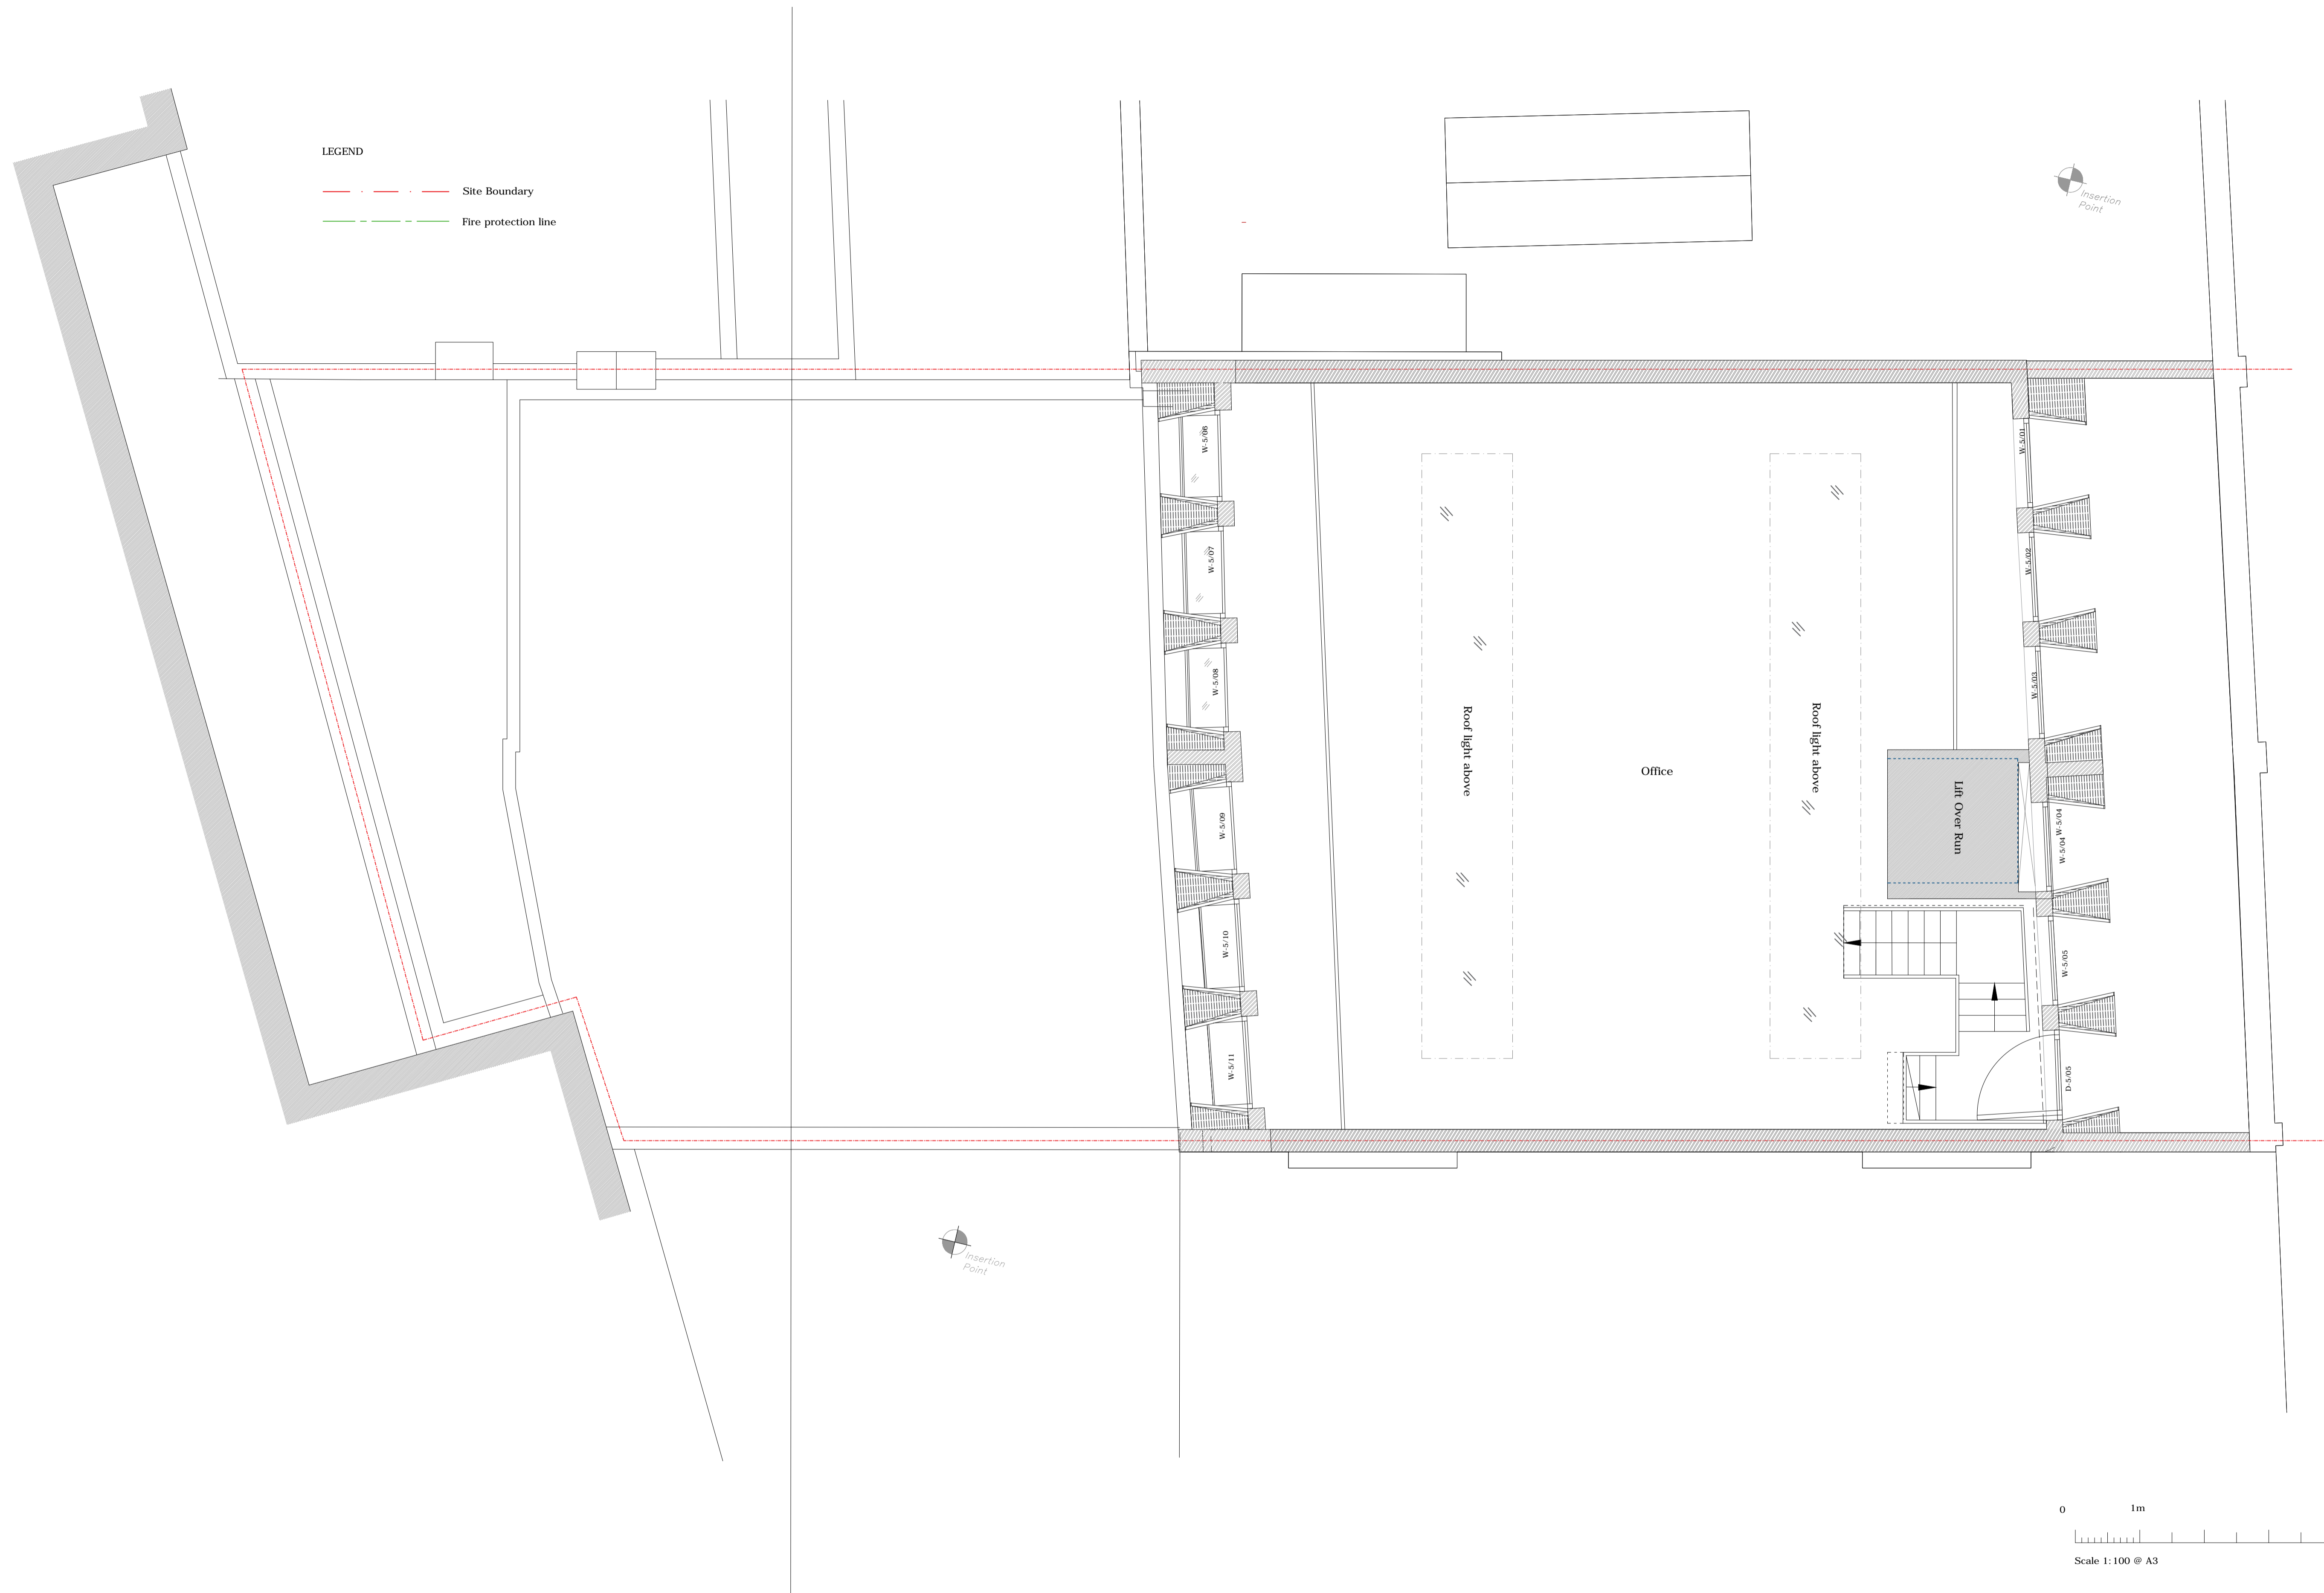 LEGEND
Site Boundary
Fire protection line
Insertion
Point
W-5/06
W-5/07
W-5/08
W-5/09
W-5/10
W-5/11
Roof light above
Office
Roof light above
Lift Over Run
W-5/01
W-5/02
W-5/03
W-5/04
W-5/04
W-5/05
D-5/05
Insertion
Point
0 1m
Scale 1:100 @ A3